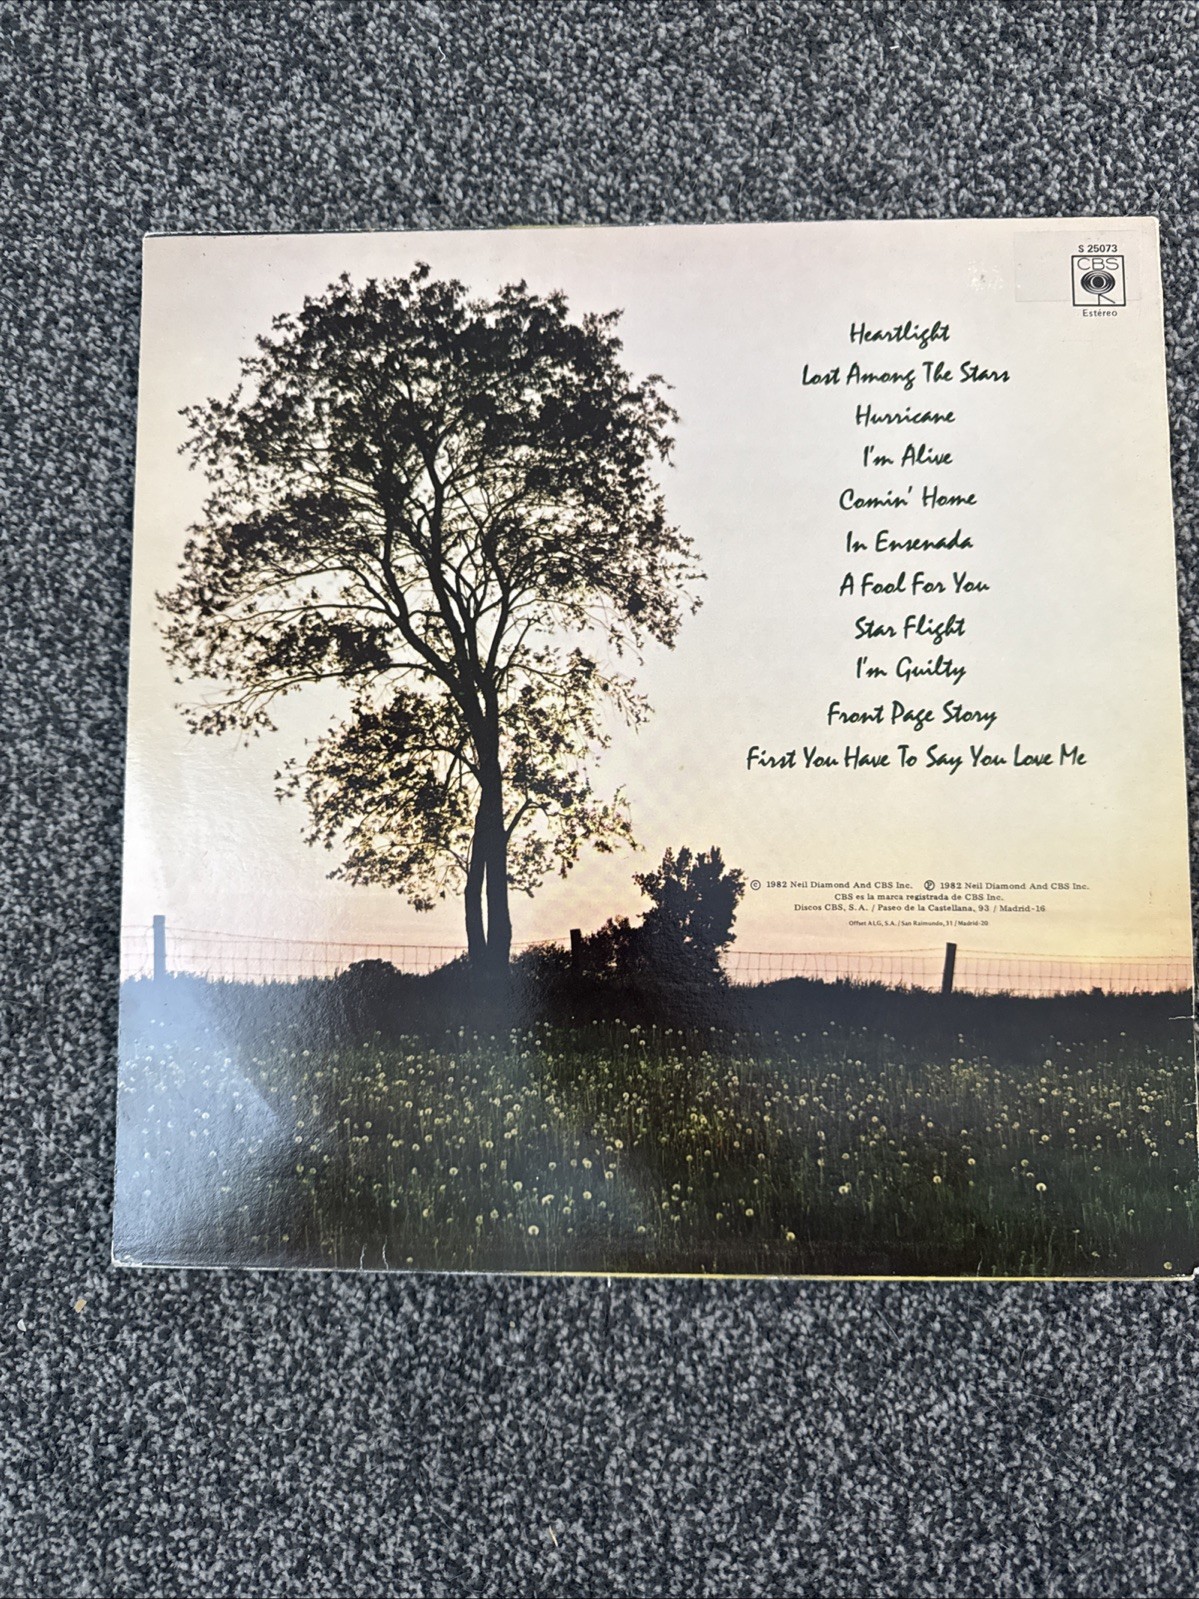 S 25073
CBS
Estéreo
Heartlight
Lost Among The Stars
Hurricane
I'm Alive
Comin' Home
In Ensenada
A Fool For You
Star Flight
I'm Guilty
Front Page Story
First You Have To Say You Love Me
© 1982 Neil Diamond And CBS Inc. ℗ 1982 Neil Diamond And CBS Inc.
CBS es la marca registrada de CBS Inc.
Discos CBS, S.A. / Paseo de la Castellana, 93 / Madrid-16
Offset ALG, S.A. / San Raimundo, 31 / Madrid-20